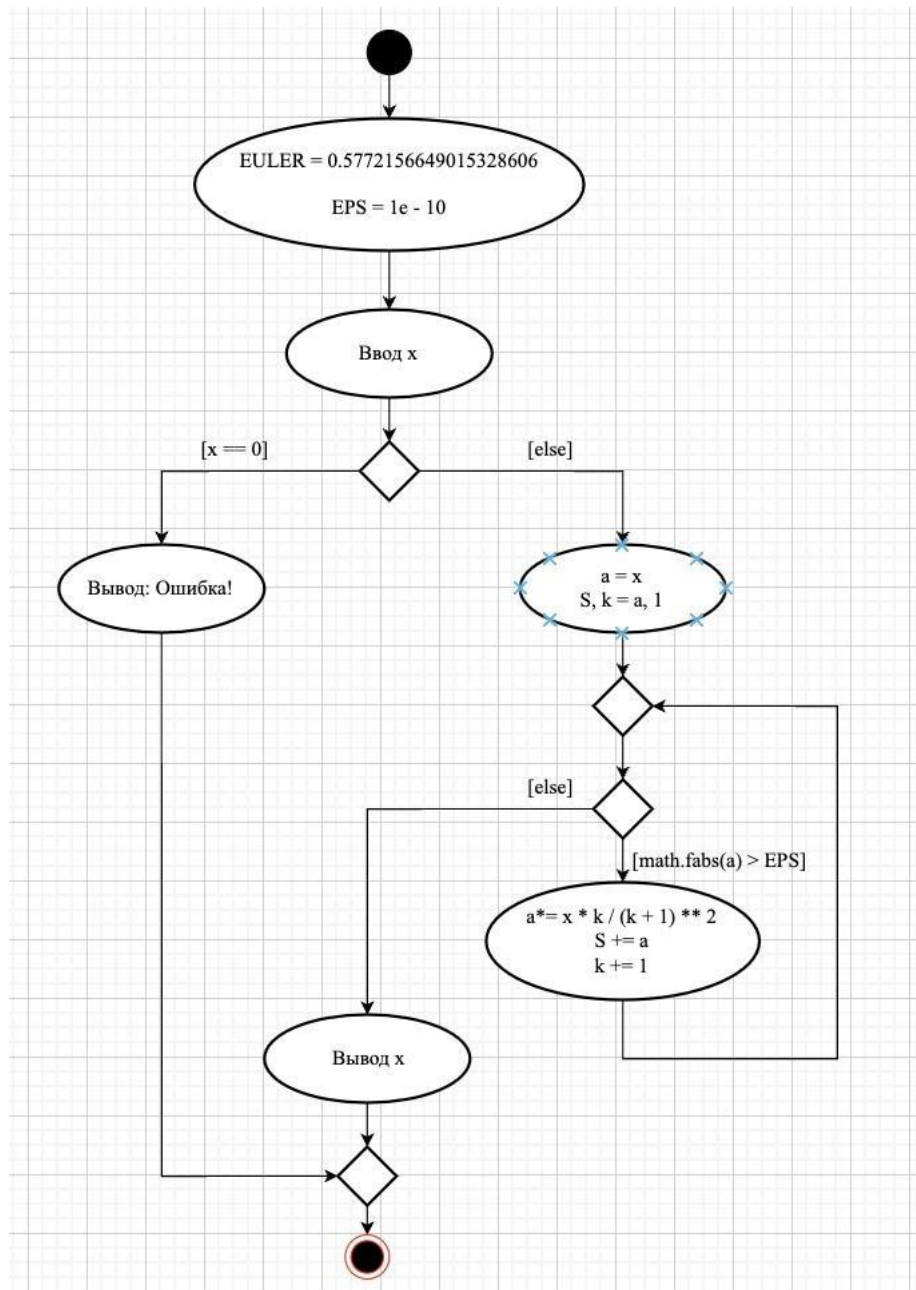 EULER = 0.5772156649015328606
EPS = 1e - 10
Ввод x
[x == 0]
[else]
Вывод: Ошибка!
a = x
S, k = a, 1
[else]
[math.fabs(a) > EPS]
a*= x * k / (k + 1) ** 2
S += a
k += 1
Вывод x